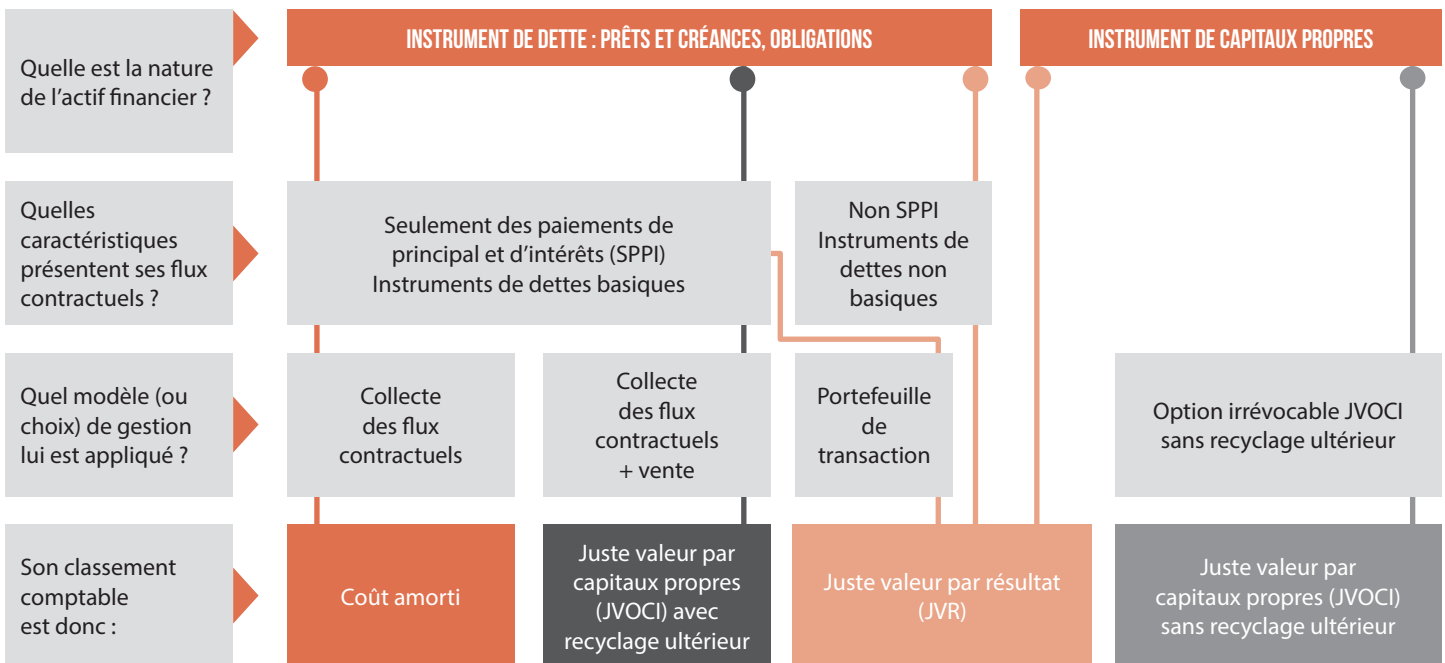 Quelle est la nature
de l'actif financier ?
INSTRUMENT DE DETTE : PRÊTS ET CRÉANCES, OBLIGATIONS
INSTRUMENT DE CAPITAUX PROPRES
Quelles
caractéristiques
présentent ses flux
contractuels ?
Seulement des paiements de
principal et d'intérêts (SPPI)
Instruments de dettes basiques
Non SPPI
Instruments de
dettes non
basiques
Quel modèle (ou
choix) de gestion
lui est appliqué ?
Collecte
des flux
contractuels
Collecte
des flux
contractuels
+ vente
Portefeuille
de
transaction
Option irrévocable JVOCI
sans recyclage ultérieur
Son classement
comptable
est donc :
Coût amorti
Juste valeur par
capitaux propres
(JVOCI) avec
recyclage ultérieur
Juste valeur par résultat
(JVR)
Juste valeur par
capitaux propres (JVOCI)
sans recyclage ultérieur